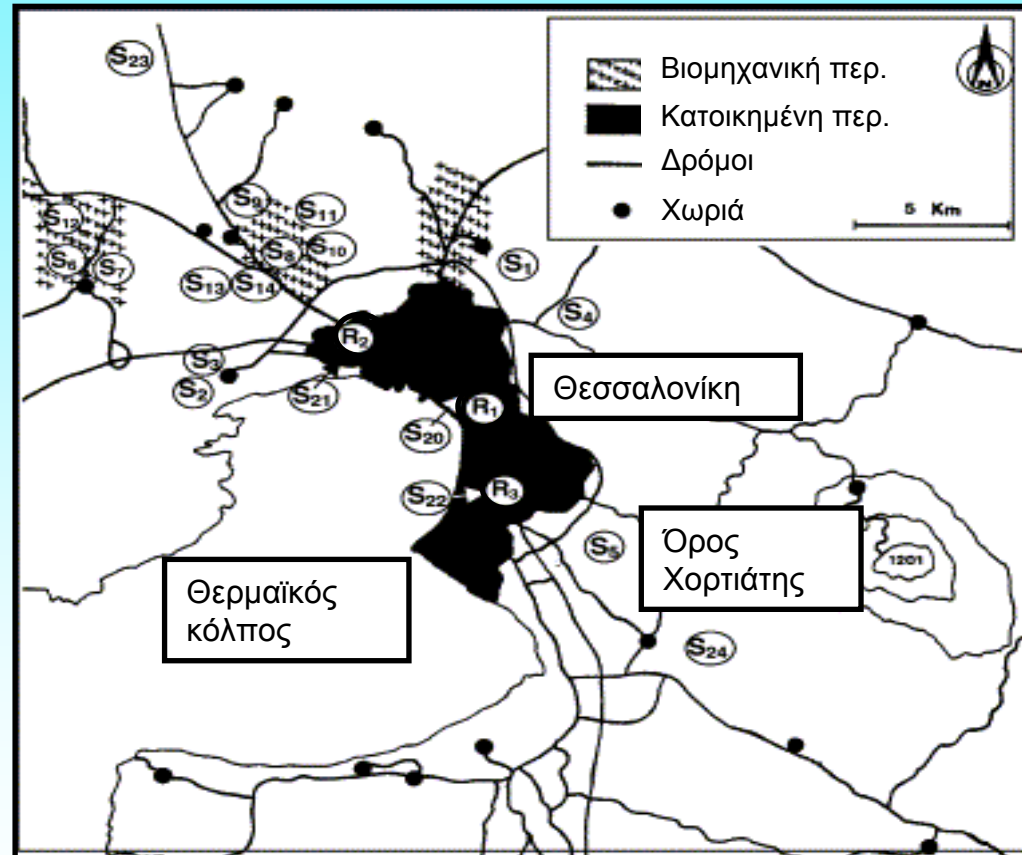 S23
Βιομηχανική περ.
Κατοικημένη περ.
Δρόμοι
Χωριά
5 Km
N
S9
S11
S12
S8
S10
S6
S7
S13
S14
S1
S4
R2
S3
S2
S21
Θεσσαλονίκη
R1
S20
S22
R3
S5
Όρος
Χορτιάτης
1201
Θερμαϊκός
κόλπος
S24